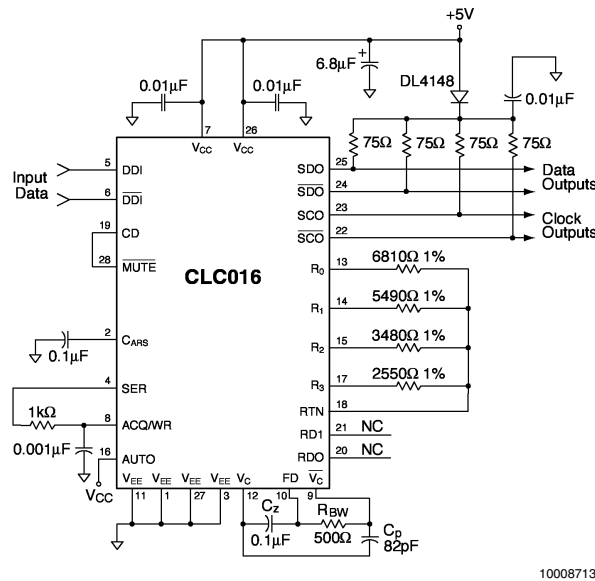 +5V
6.8µF +
DL4148
0.01µF
0.01µF
0.01µF
7
26
VCC
VCC
75Ω
75Ω
75Ω
75Ω
Input
Data
5
DDI
6
DDI
19
CD
28
MUTE
CLC016
SDO
25
SDO
24
SCO
23
SCO
22
Data
Outputs
Clock
Outputs
R0
13
6810Ω 1%
R1
14
5490Ω 1%
R2
15
3480Ω 1%
R3
17
2550Ω 1%
RTN
18
RD1
21
NC
RDO
20
NC
2
CARS
0.1µF
4
SER
1kΩ
8
ACQ/WR
0.001µF
16
AUTO
VCC
VEE
VEE
VEE
VEE
VC
FD
VC
11
1
27
3
12
10
9
CZ
0.1µF
RBW
500Ω
Cp
82pF
10008713